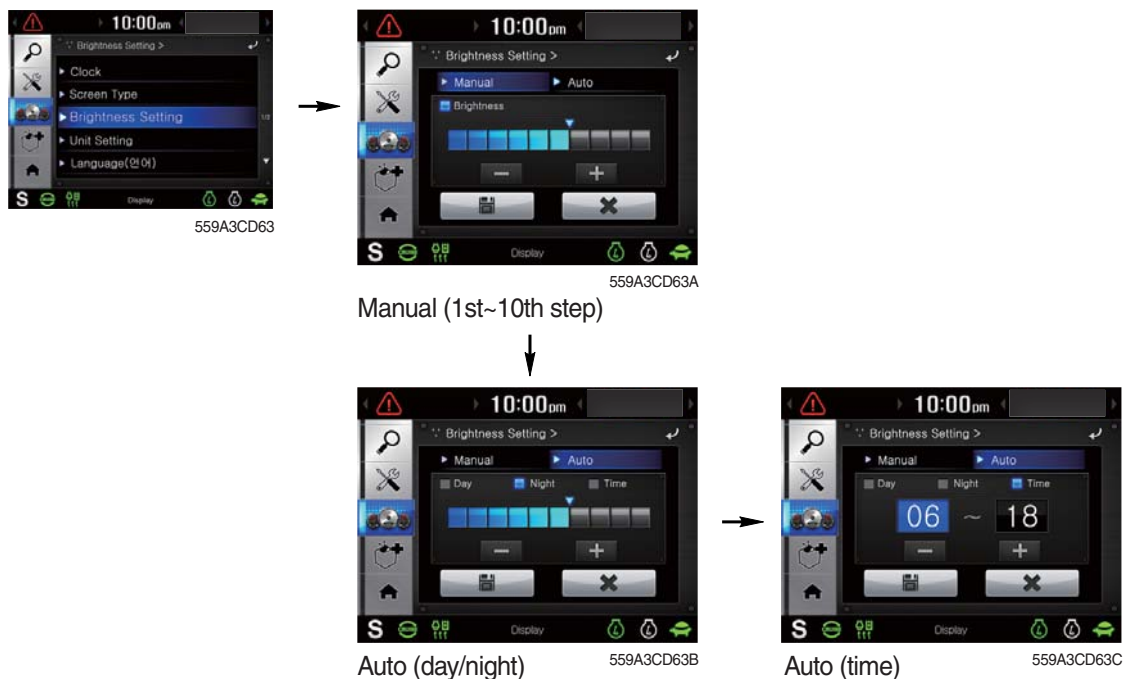 10:00pm
Brightness Setting >
Clock
Screen Type
Brightness Setting
1/2
Unit Setting
Language(언어)
S
Display
559A3CD63
10:00pm
Brightness Setting >
Manual Auto
Brightness
− +
S
Display
559A3CD63A
Manual (1st~10th step)
10:00pm
Brightness Setting >
Manual Auto
Day Night Time
− +
S
Display
559A3CD63B
Auto (day/night)
10:00pm
Brightness Setting >
Manual Auto
Day Night Time
06 ~ 18
− +
S
Display
559A3CD63C
Auto (time)